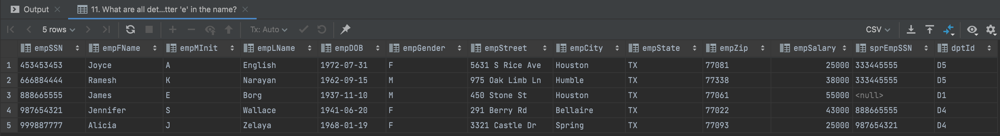 Output 11. What are all det...tter 'e' in the name?
5 rows Tx: Auto CSV
empSSN empFName empMInit empLName empDOB empGender empStreet empCity empState empZip empSalary sprEmpSSN dptId
1 453453453 Joyce A English 1972-07-31 F 5631 S Rice Ave Houston TX 77081 25000 333445555 D5
2 666884444 Ramesh K Narayan 1962-09-15 M 975 Oak Limb Ln Humble TX 77338 38000 333445555 D5
3 888665555 James E Borg 1937-11-10 M 450 Stone St Houston TX 77061 55000 <null> D1
4 987654321 Jennifer S Wallace 1941-06-20 F 291 Berry Rd Bellaire TX 77022 43000 888665555 D4
5 999887777 Alicia J Zelaya 1968-01-19 F 3321 Castle Dr Spring TX 77093 25000 987654321 D4